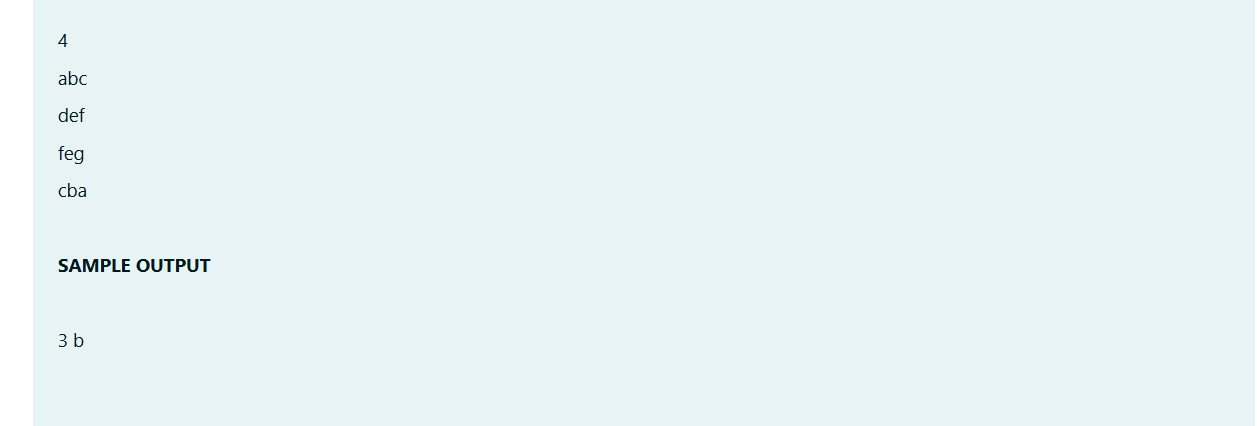 4
abc
def
feg
cba
SAMPLE OUTPUT
3 b